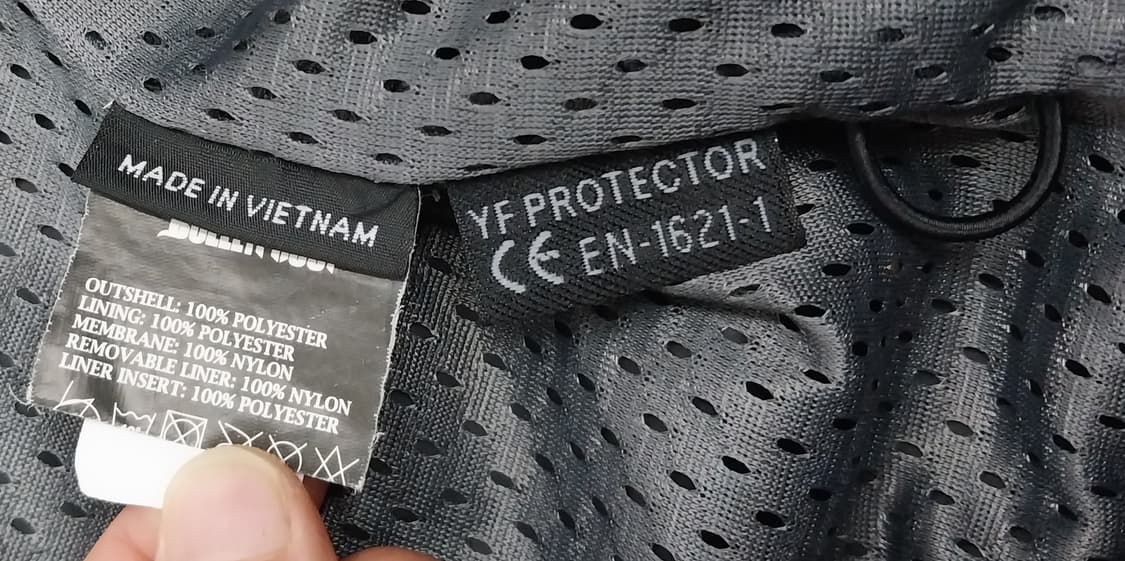 MADE IN VIETNAM
OUTSHELL: 100% POLYESTER
LINING: 100% POLYESTER
MEMBRANE: 100% NYLON
REMOVABLE LINER: 100% NYLON
LINER INSERT: 100% POLYESTER
YF PROTECTOR
CE EN-1621-1